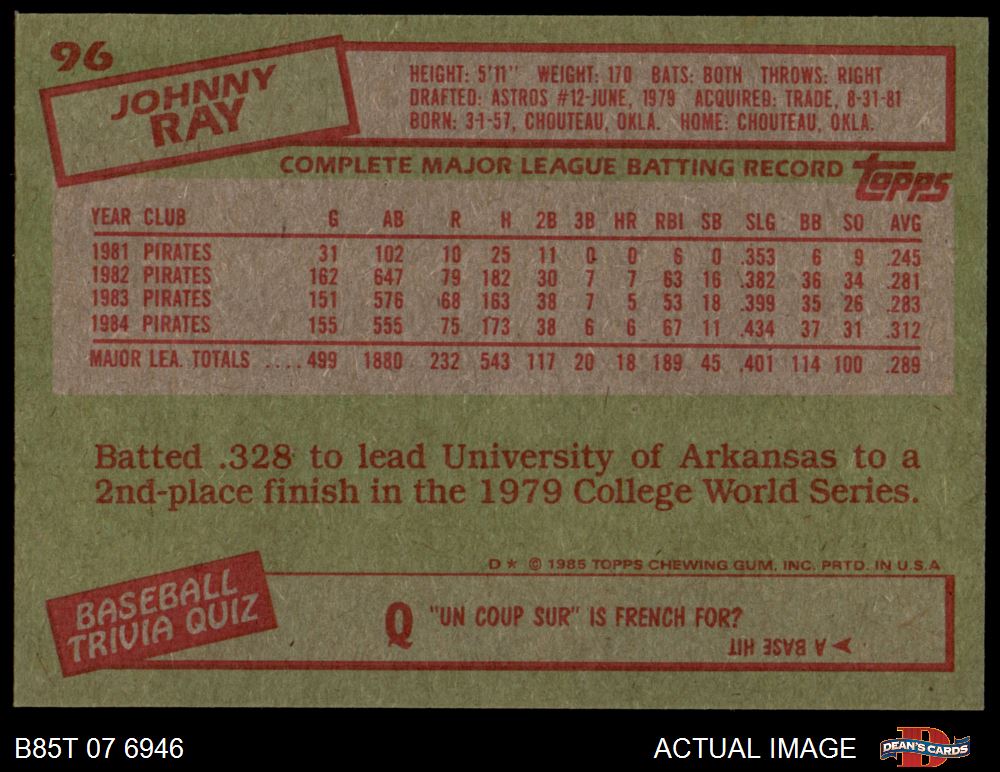 96
JOHNNY
RAY
HEIGHT: 5'11" WEIGHT: 170 BATS: BOTH THROWS: RIGHT
DRAFTED: ASTROS #12-JUNE, 1979 ACQUIRED: TRADE, 8-31-81
BORN: 3-1-57, CHOUTEAU, OKLA. HOME: CHOUTEAU, OKLA.
COMPLETE MAJOR LEAGUE BATTING RECORD Topps
YEAR CLUB G AB R H 2B 3B HR RBI SB SLG BB SO AVG
1981 PIRATES 31 102 10 25 11 0 0 6 0 .353 6 9 .245
1982 PIRATES 162 647 79 182 30 7 7 63 16 .382 36 34 .281
1983 PIRATES 151 576 68 163 38 7 5 53 18 .399 35 26 .283
1984 PIRATES 155 555 75 173 38 6 6 67 11 .434 37 31 .312
MAJOR LEA. TOTALS ....499 1880 232 543 117 20 18 189 45 .401 114 100 .289
Batted .328 to lead University of Arkansas to a
2nd-place finish in the 1979 College World Series.
D * © 1985 TOPPS CHEWING GUM, INC. PRTD. IN U.S.A
BASEBALL
TRIVIA QUIZ
Q "UN COUP SUR" IS FRENCH FOR?
➤ A BASE HIT
B85T 07 6946
ACTUAL IMAGE
D
DEAN'S CARDS